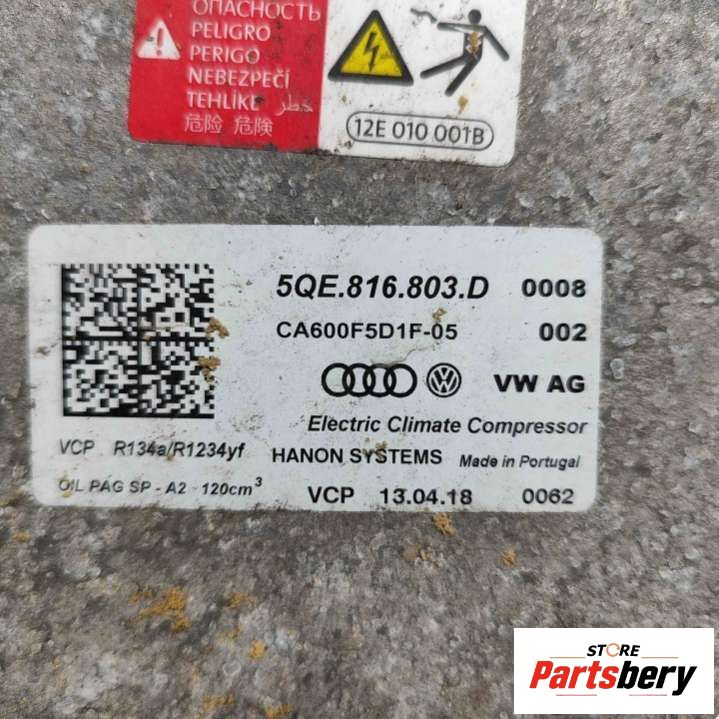 ОПАСНОСТЬ
PELIGRO
PERIGO
NEBEZPEČÍ
TEHLİKE خطر
危险 危険
12E 010 001B
5QE.816.803.D 0008
CA600F5D1F-05 002
VW AG
Electric Climate Compressor
VCP R134a/R1234yf HANON SYSTEMS Made in Portugal
OIL PAG SP - A2 - 120cm³ VCP 13.04.18 0062
STORE
Partsbery